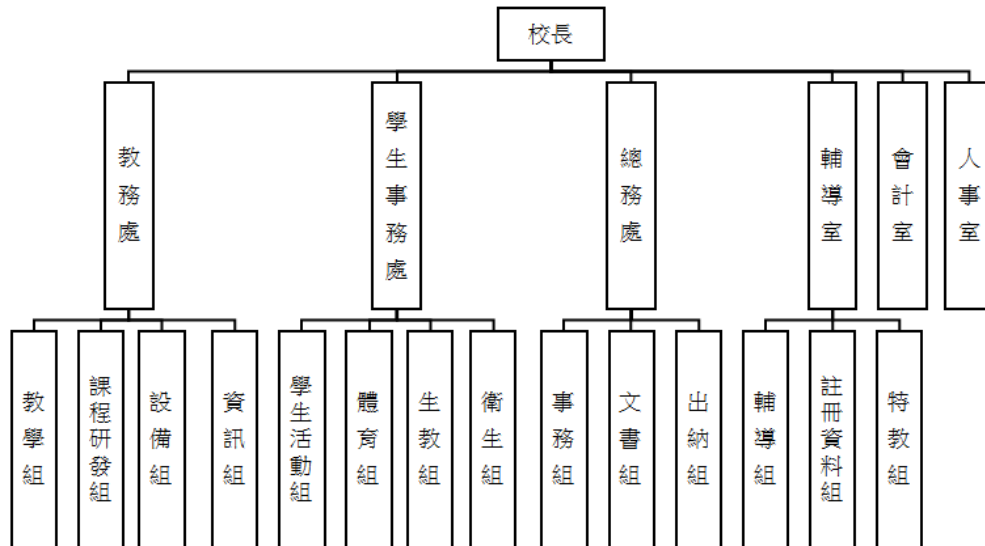 校長
教務處
學生事務處
總務處
輔導室
會計室
人事室
教學組
課程研發組
設備組
資訊組
學生活動組
體育組
生教組
衛生組
事務組
文書組
出納組
輔導組
註冊資料組
特教組